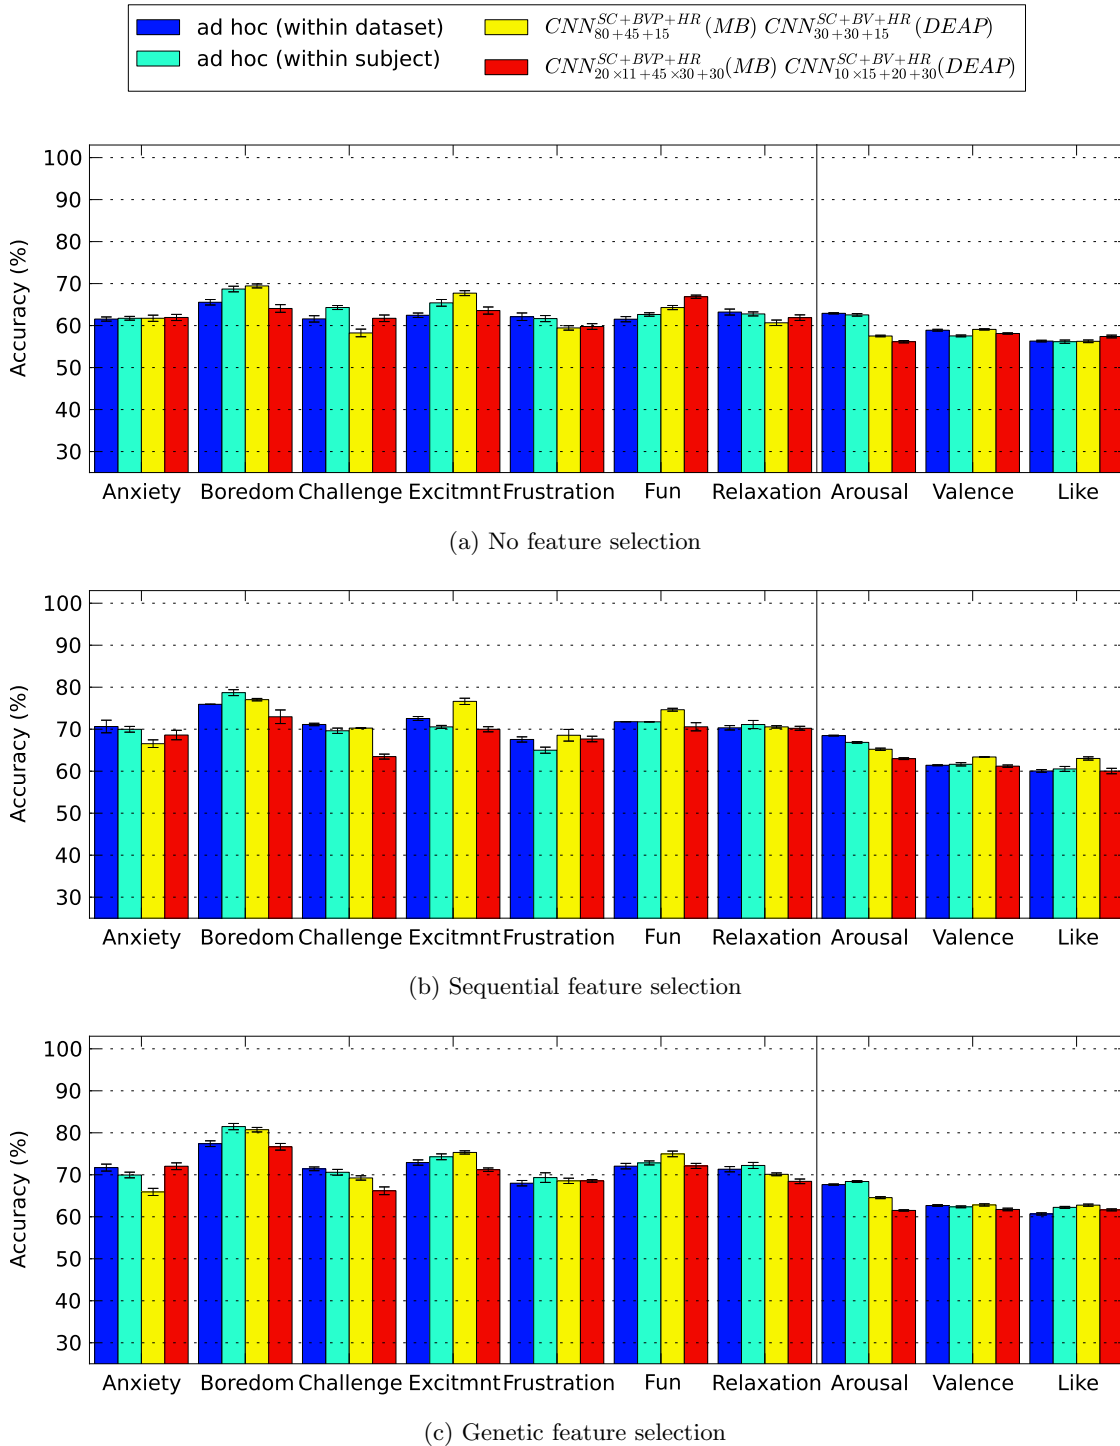 ad hoc (within dataset)
ad hoc (within subject)
CNN^{SC+BVP+HR}_{80+45+15}(MB) CNN^{SC+BV+HR}_{30+30+15}(DEAP)
CNN^{SC+BVP+HR}_{20×11+45×30+30}(MB) CNN^{SC+BV+HR}_{10×15+20+30}(DEAP)
100
90
80
70
60
50
40
30
Accuracy (%)
Anxiety Boredom Challenge Excitmnt Frustration Fun Relaxation Arousal Valence Like
(a) No feature selection
100
90
80
70
60
50
40
30
Accuracy (%)
Anxiety Boredom Challenge Excitmnt Frustration Fun Relaxation Arousal Valence Like
(b) Sequential feature selection
100
90
80
70
60
50
40
30
Accuracy (%)
Anxiety Boredom Challenge Excitmnt Frustration Fun Relaxation Arousal Valence Like
(c) Genetic feature selection